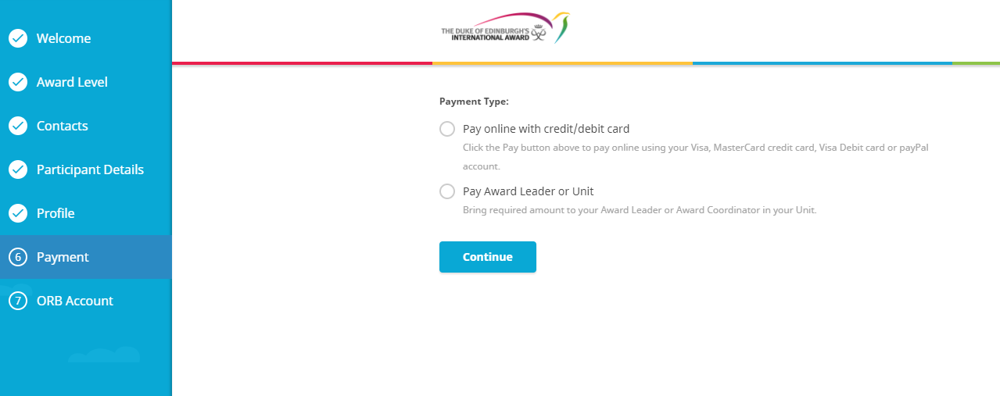 Welcome
Award Level
Contacts
Participant Details
Profile
6 Payment
7 ORB Account
THE DUKE OF EDINBURGH'S
INTERNATIONAL AWARD
Payment Type:
Pay online with credit/debit card
Click the Pay button above to pay online using your Visa, MasterCard credit card, Visa Debit card or payPal
account.
Pay Award Leader or Unit
Bring required amount to your Award Leader or Award Coordinator in your Unit.
Continue